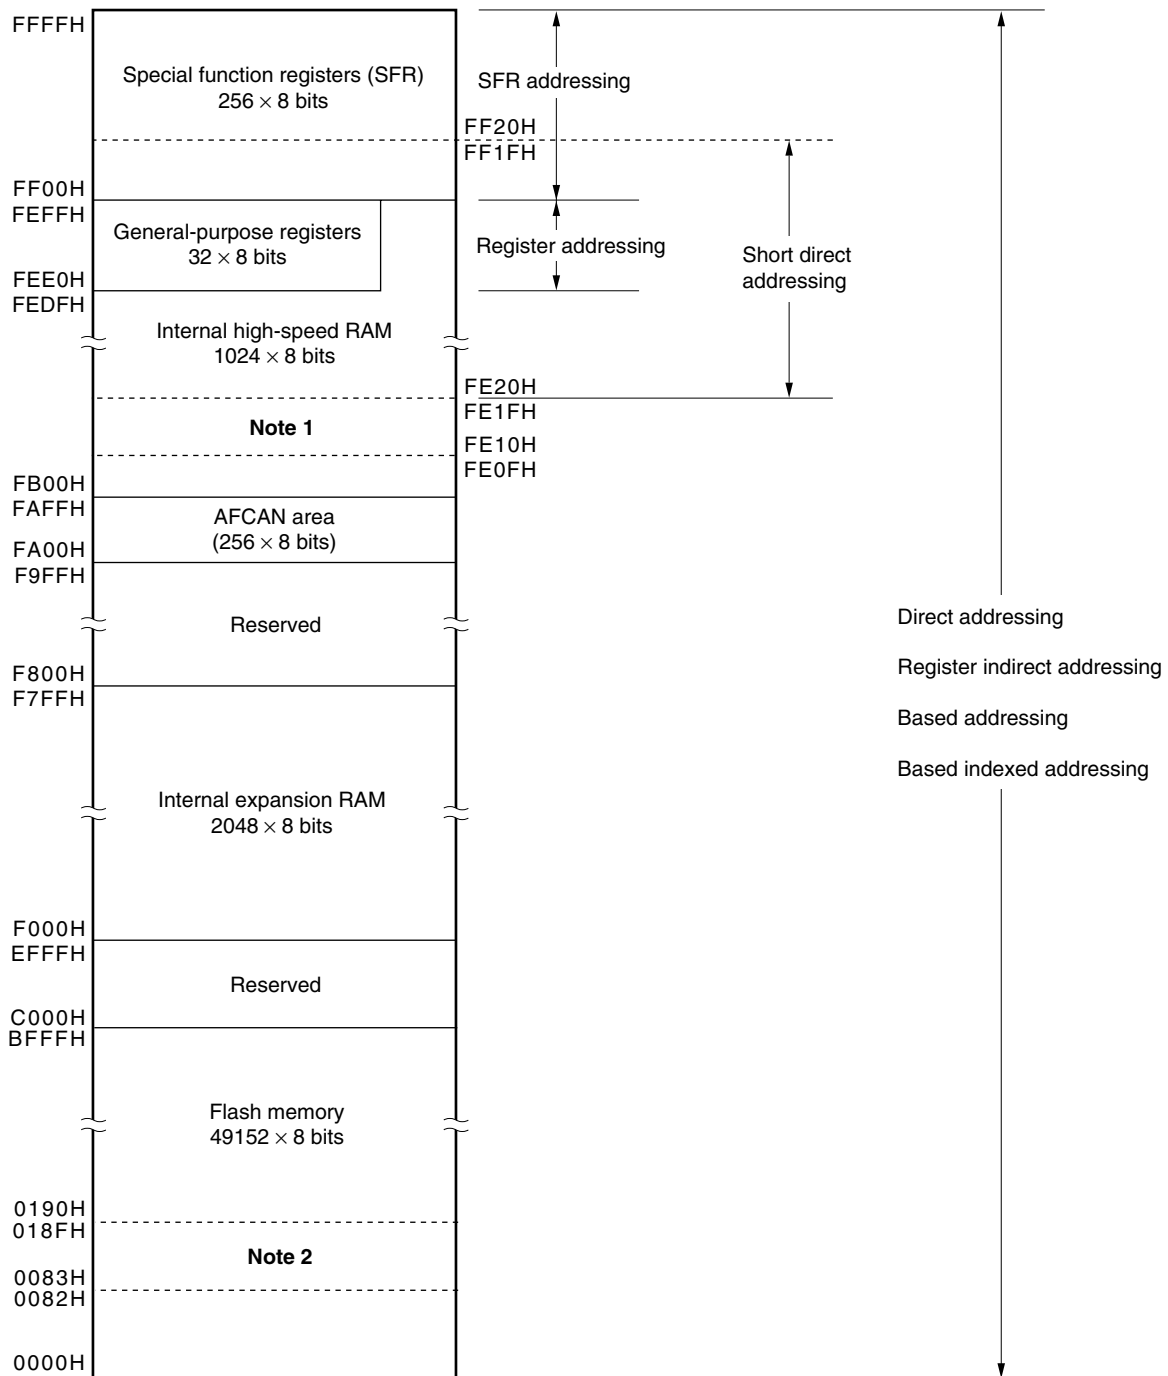 FFFFH
Special function registers (SFR)
256 × 8 bits
SFR addressing
FF20H
FF1FH
FF00H
FEFFH
General-purpose registers
32 × 8 bits
Register addressing
Short direct
addressing
FEE0H
FEDFH
Internal high-speed RAM
1024 × 8 bits
FE20H
FE1FH
Note 1
FE10H
FE0FH
FB00H
FAFFH
AFCAN area
(256 × 8 bits)
FA00H
F9FFH
Reserved
Direct addressing
Register indirect addressing
Based addressing
Based indexed addressing
F800H
F7FFH
Internal expansion RAM
2048 × 8 bits
F000H
EFFFH
Reserved
C000H
BFFFH
Flash memory
49152 × 8 bits
0190H
018FH
Note 2
0083H
0082H
0000H